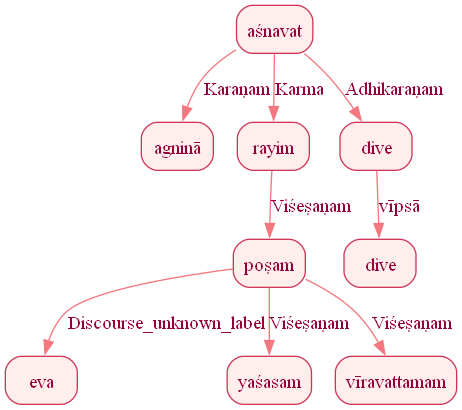 aśnavat
Karaṇam Karma Adhikaraṇam
agninā rayim dive
Viśeṣaṇam vīpsā
poṣam dive
Discourse_unknown_label Viśeṣaṇam Viśeṣaṇam
eva yaśasam vīravattamam